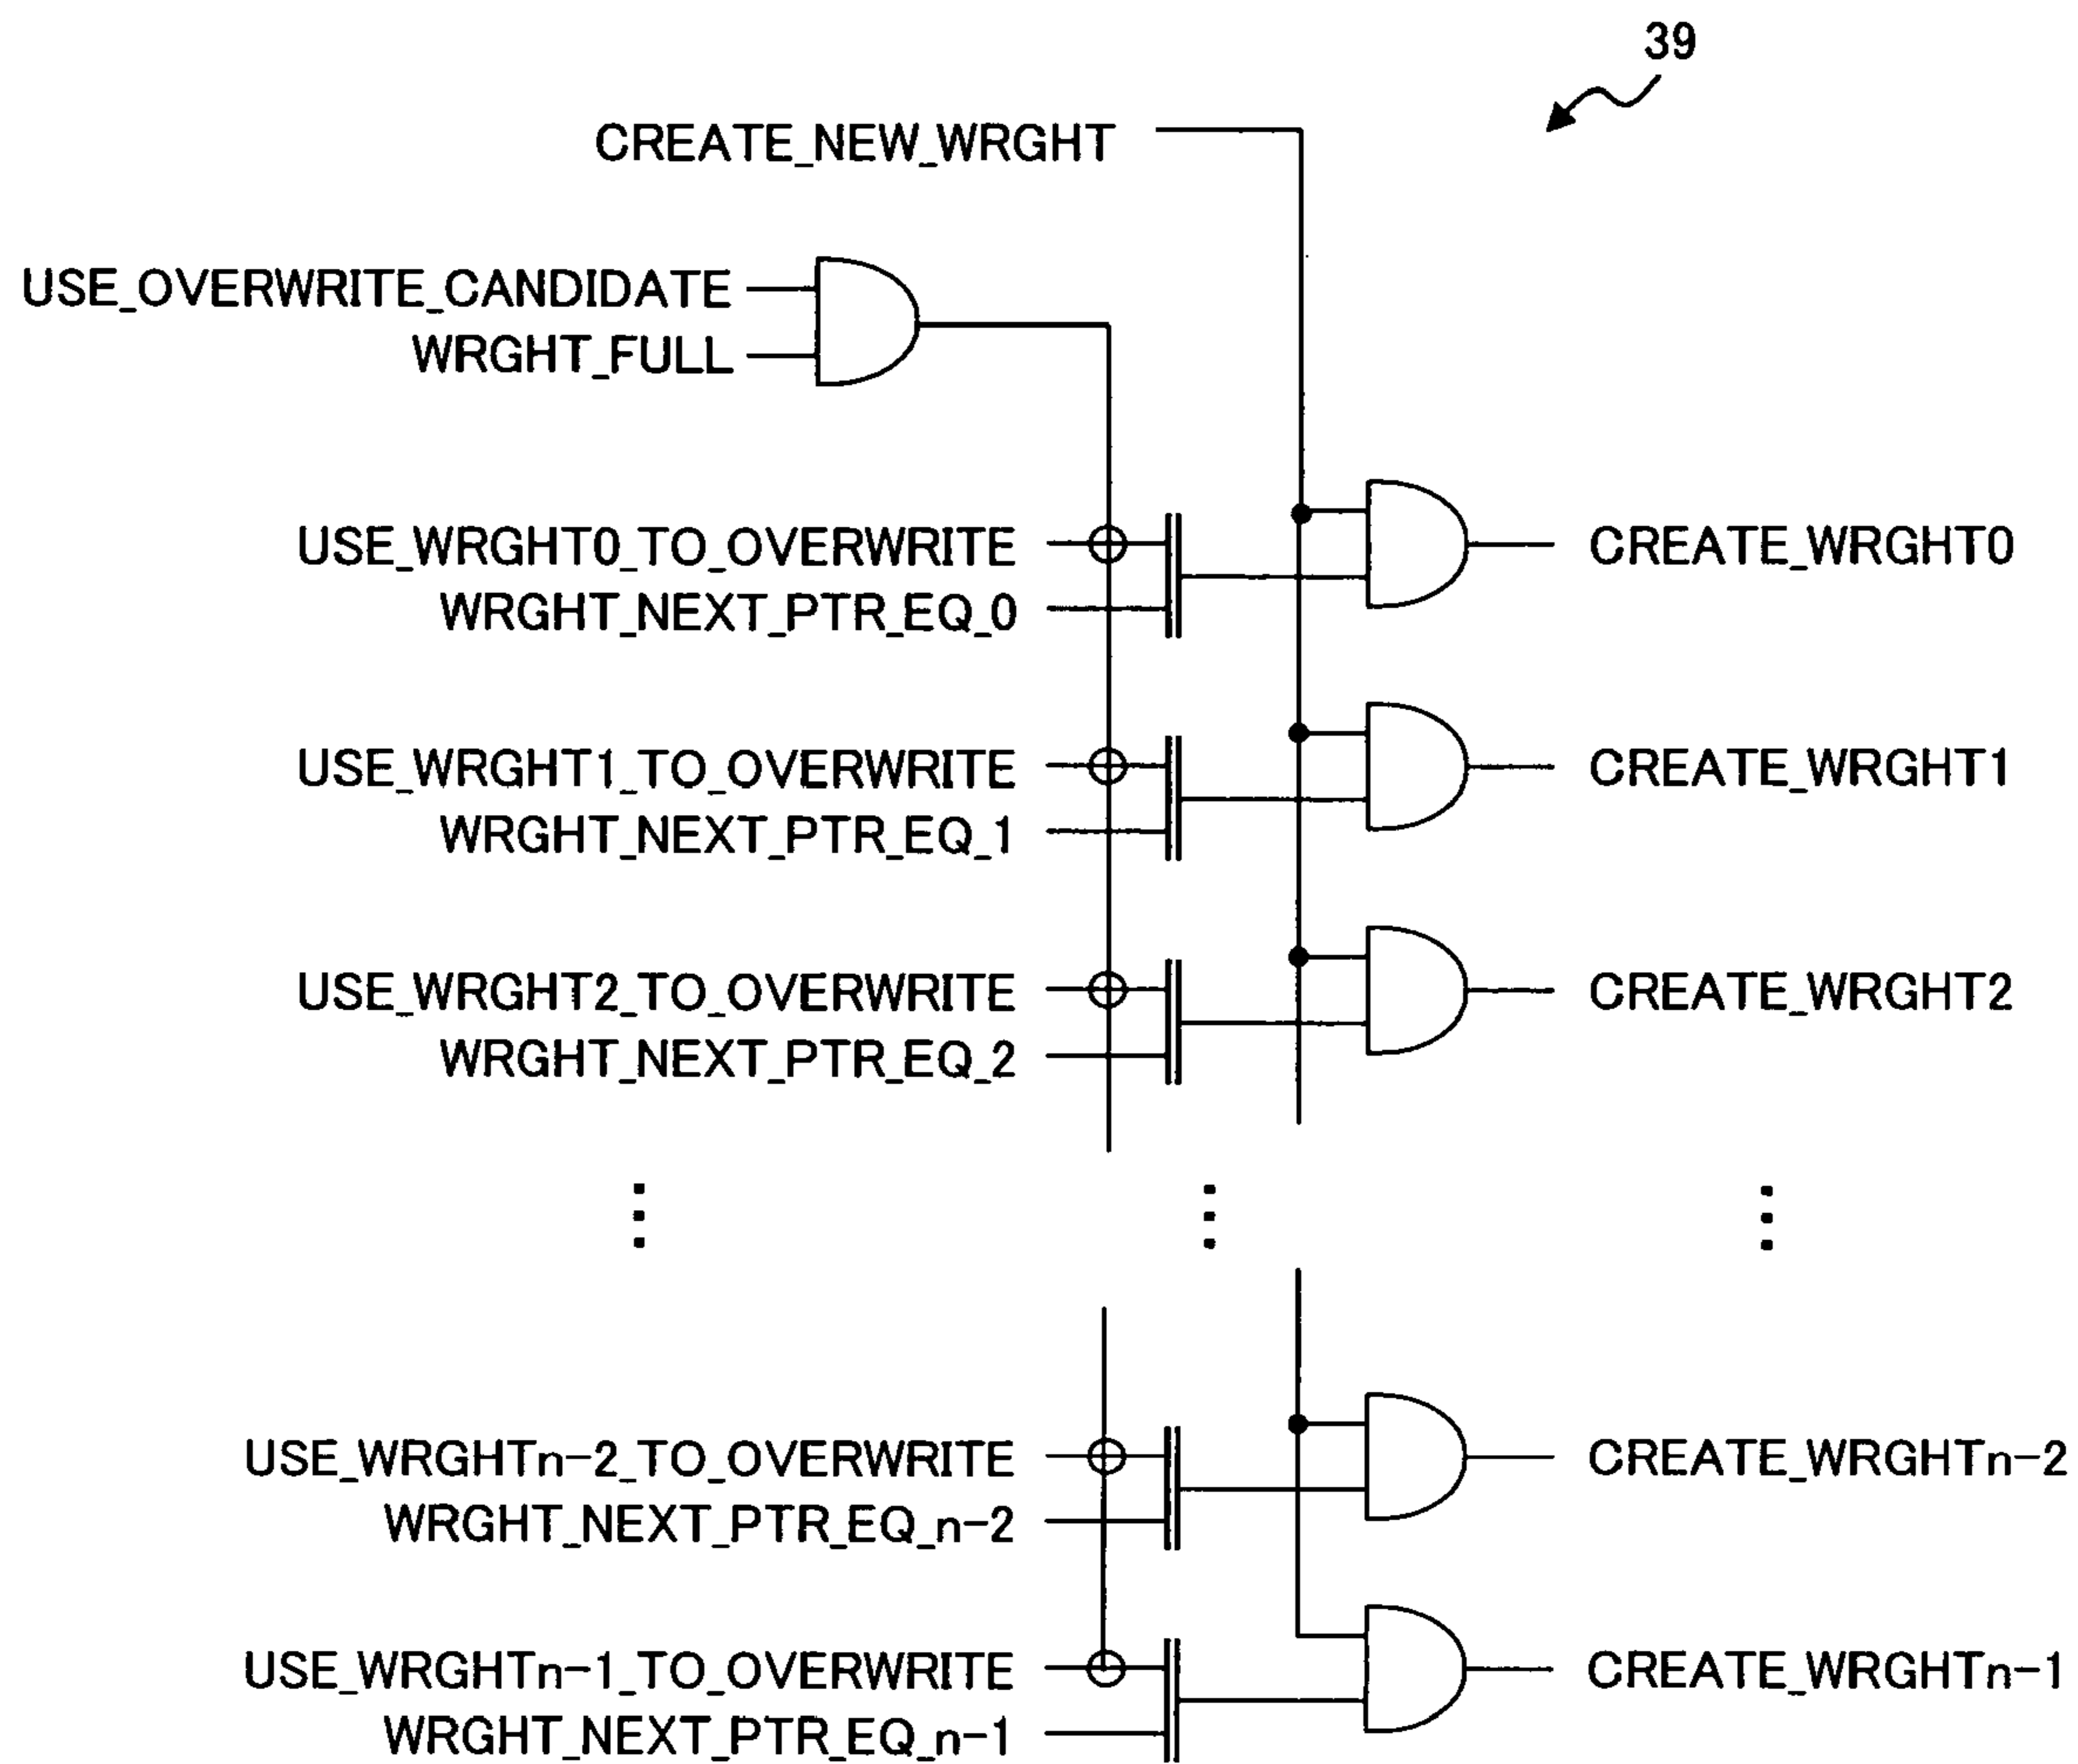 39
CREATE_NEW_WRGHT
USE_OVERWRITE_CANDIDATE
WRGHT_FULL
USE_WRGHT0_TO_OVERWRITE
WRGHT_NEXT_PTR_EQ_0
CREATE_WRGHT0
USE_WRGHT1_TO_OVERWRITE
WRGHT_NEXT_PTR_EQ_1
CREATE_WRGHT1
USE_WRGHT2_TO_OVERWRITE
WRGHT_NEXT_PTR_EQ_2
CREATE_WRGHT2
USE_WRGHTn-2_TO_OVERWRITE
WRGHT_NEXT_PTR_EQ_n-2
CREATE_WRGHTn-2
USE_WRGHTn-1_TO_OVERWRITE
WRGHT_NEXT_PTR_EQ_n-1
CREATE_WRGHTn-1